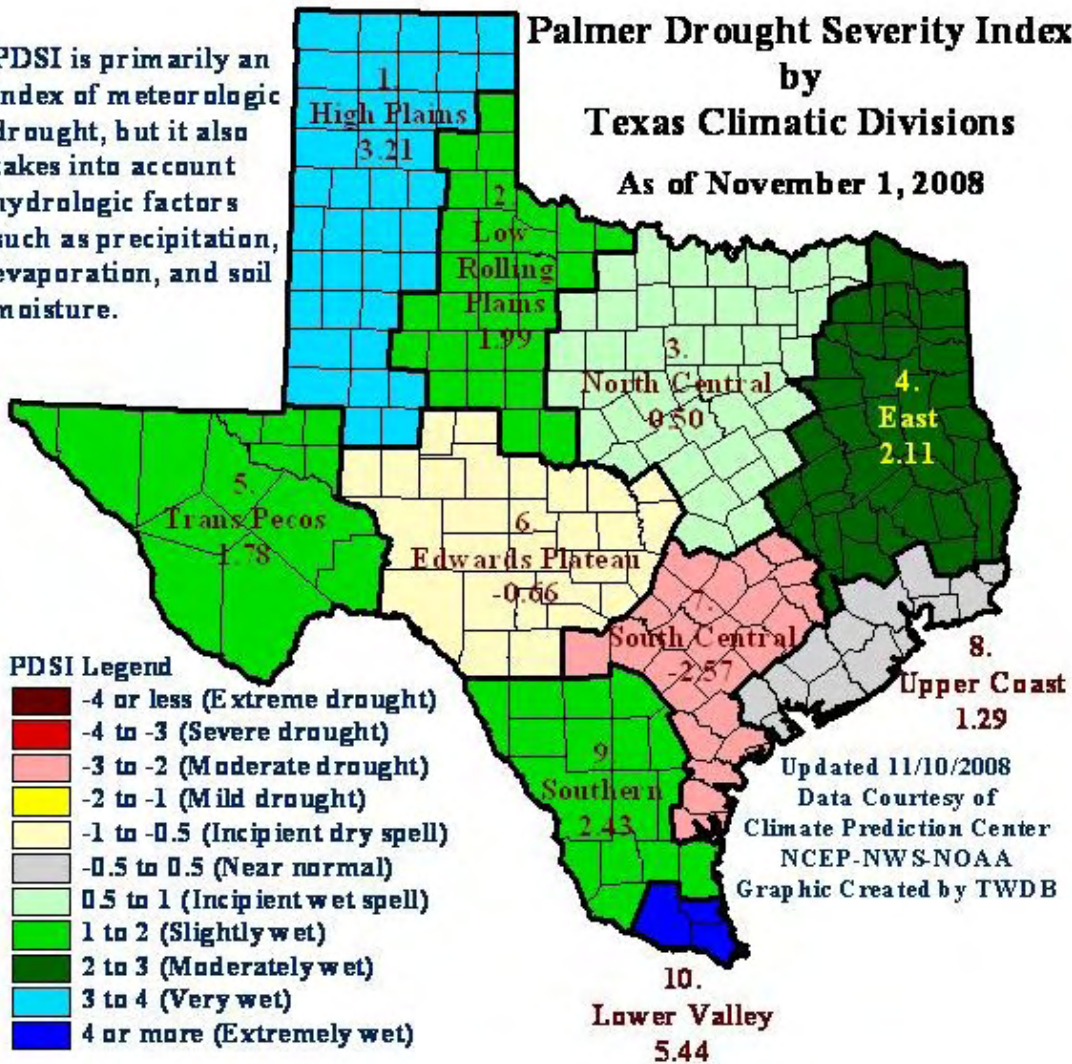 Palmer Drought Severity Index
by
Texas Climatic Divisions
As of November 1, 2008
PDSI is primarily an
index of meteorologic
drought, but it also
takes into account
hydrologic factors
such as precipitation,
evaporation, and soil
moisture.
1.
High Plains
3.21
2.
Low
Rolling
Plains
1.99
3.
North Central
0.50
4.
East
2.11
5.
Trans Pecos
1.78
6.
Edwards Plateau
-0.66
7.
South Central
-2.57
8.
Upper Coast
1.29
9.
Southern
2.43
10.
Lower Valley
5.44
PDSI Legend
-4 or less (Extreme drought)
-4 to -3 (Severe drought)
-3 to -2 (Moderate drought)
-2 to -1 (Mild drought)
-1 to -0.5 (Incipient dry spell)
-0.5 to 0.5 (Near normal)
0.5 to 1 (Incipient wet spell)
1 to 2 (Slightly wet)
2 to 3 (Moderately wet)
3 to 4 (Very wet)
4 or more (Extremely wet)
Updated 11/10/2008
Data Courtesy of
Climate Prediction Center
NCEP-NWS-NOAA
Graphic Created by TWDB